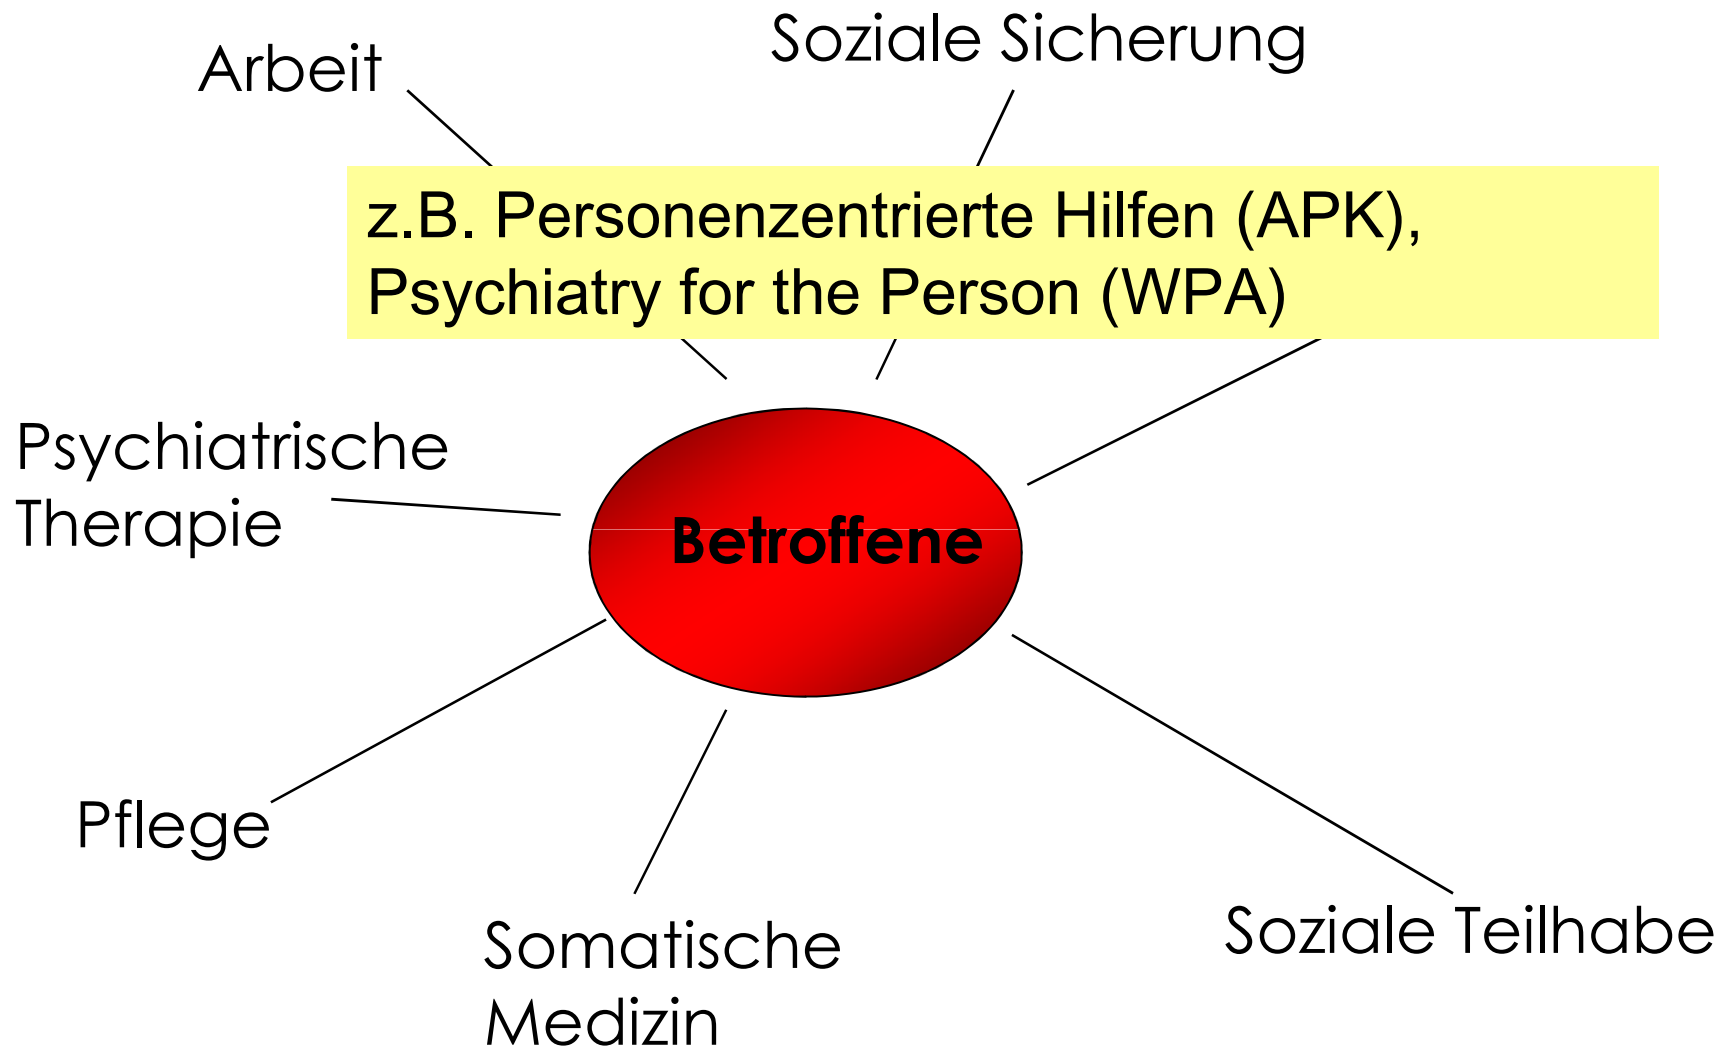 Soziale Sicherung
Arbeit
z.B. Personenzentrierte Hilfen (APK),
Psychiatry for the Person (WPA)
Psychiatrische
Therapie
Betroffene
Pflege
Soziale Teilhabe
Somatische
Medizin